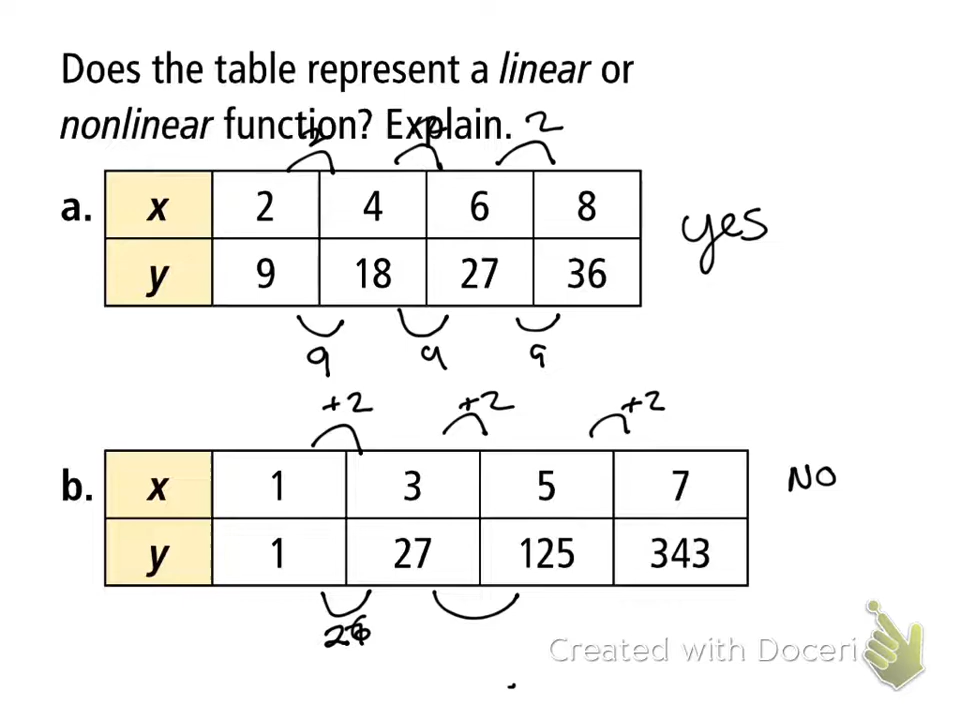 Does the table represent a linear or
nonlinear function? Explain.
2 2 2
a. x 2 4 6 8 yes
y 9 18 27 36
9 9 9
+2 +2 +2
b. x 1 3 5 7 NO
y 1 27 125 343
26
Created with Doceri